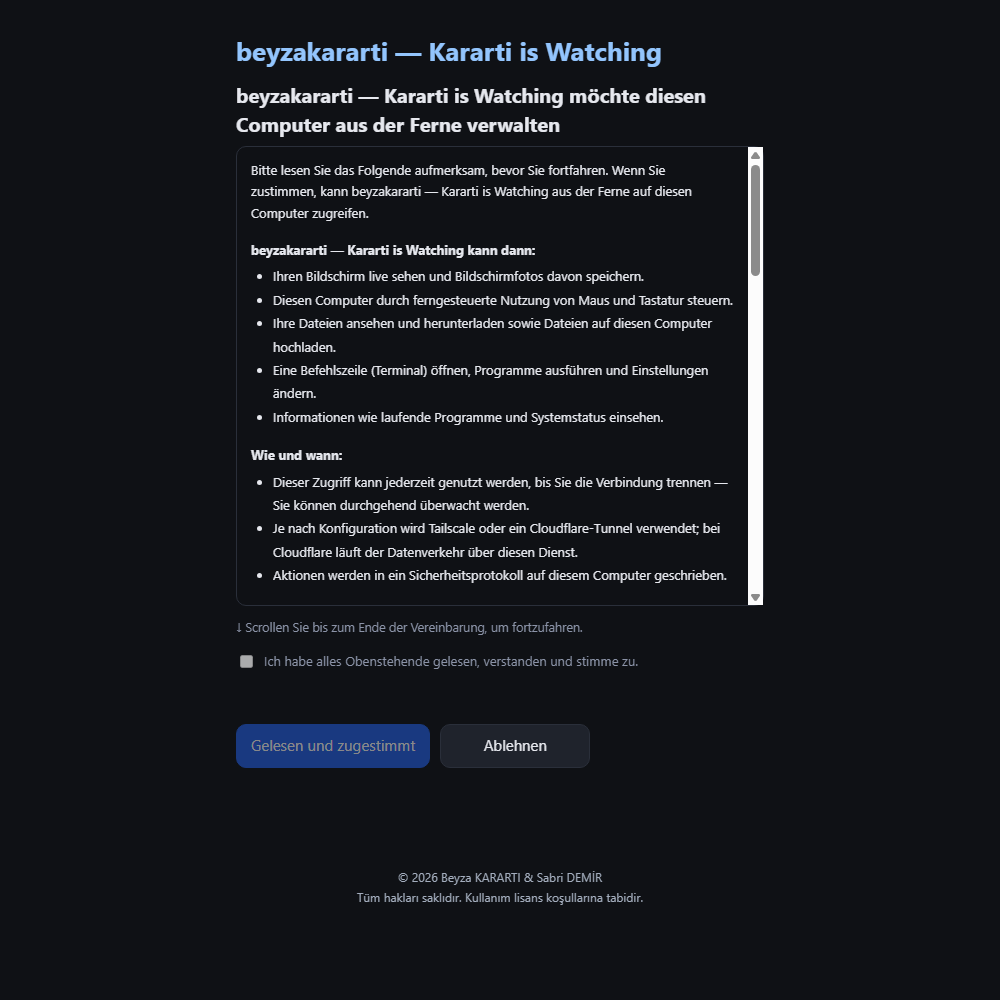 beyzakararti — Kararti is Watching
beyzakararti — Kararti is Watching möchte diesen
Computer aus der Ferne verwalten
Bitte lesen Sie das Folgende aufmerksam, bevor Sie fortfahren. Wenn Sie
zustimmen, kann beyzakararti — Kararti is Watching aus der Ferne auf diesen
Computer zugreifen.
beyzakararti — Kararti is Watching kann dann:
• Ihren Bildschirm live sehen und Bildschirmfotos davon speichern.
• Diesen Computer durch ferngesteuerte Nutzung von Maus und Tastatur steuern.
• Ihre Dateien ansehen und herunterladen sowie Dateien auf diesen Computer
hochladen.
• Eine Befehlszeile (Terminal) öffnen, Programme ausführen und Einstellungen
ändern.
• Informationen wie laufende Programme und Systemstatus einsehen.
Wie und wann:
• Dieser Zugriff kann jederzeit genutzt werden, bis Sie die Verbindung trennen —
Sie können durchgehend überwacht werden.
• Je nach Konfiguration wird Tailscale oder ein Cloudflare-Tunnel verwendet; bei
Cloudflare läuft der Datenverkehr über diesen Dienst.
• Aktionen werden in ein Sicherheitsprotokoll auf diesem Computer geschrieben.
↓ Scrollen Sie bis zum Ende der Vereinbarung, um fortzufahren.
Ich habe alles Obenstehende gelesen, verstanden und stimme zu.
Gelesen und zugestimmt
Ablehnen
© 2026 Beyza KARARTI & Sabri DEMİR
Tüm hakları saklıdır. Kullanım lisans koşullarına tabidir.